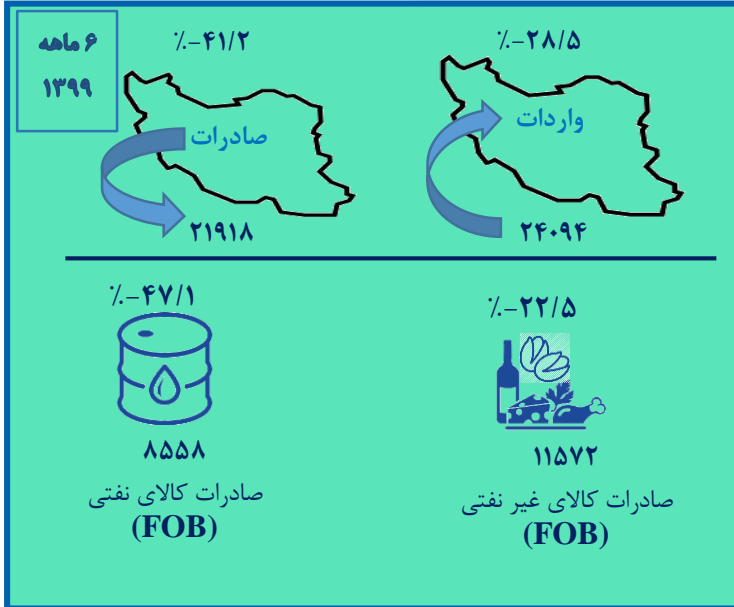 ۶ ماهه
۱۳۹۹
٪-۲۸/۵
واردات
۲۴۰۹۴
٪-۴۱/۲
صادرات
۲۱۹۱۸
٪-۲۲/۵
۱۱۵۷۲
صادرات کالای غیر نفتی
(FOB)
٪-۴۷/۱
۸۵۵۸
صادرات کالای نفتی
(FOB)